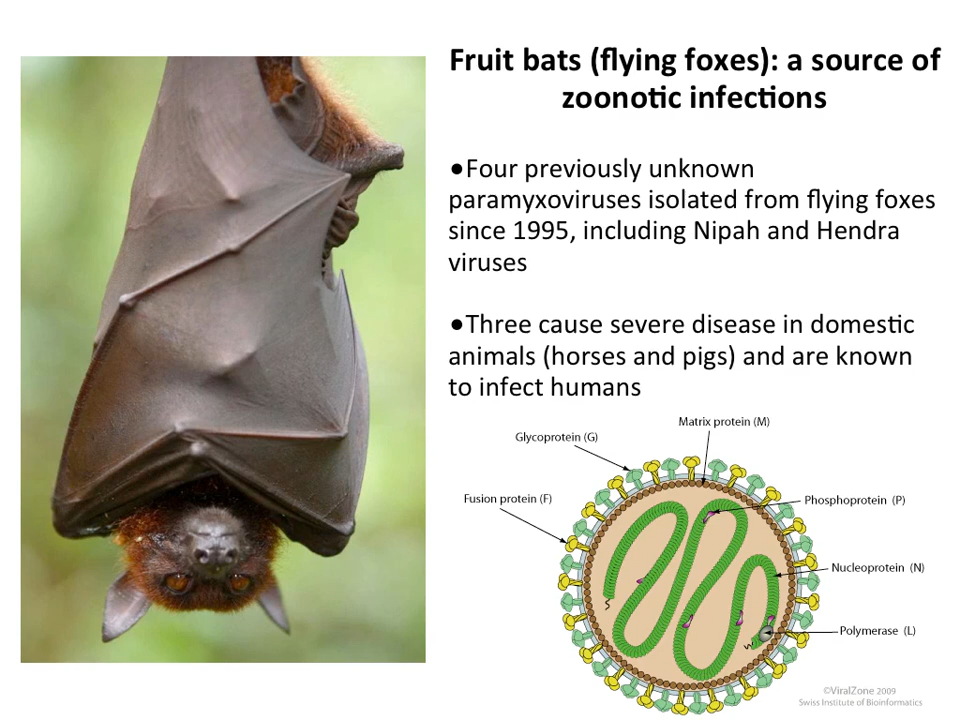 Fruit bats (flying foxes): a source of
zoonotic infections
●Four previously unknown
paramyxoviruses isolated from flying foxes
since 1995, including Nipah and Hendra
viruses
●Three cause severe disease in domestic
animals (horses and pigs) and are known
to infect humans
Matrix protein (M)
Glycoprotein (G)
Fusion protein (F)
Phosphoprotein (P)
Nucleoprotein (N)
Polymerase (L)
©ViralZone 2009
Swiss Institute of Bioinformatics